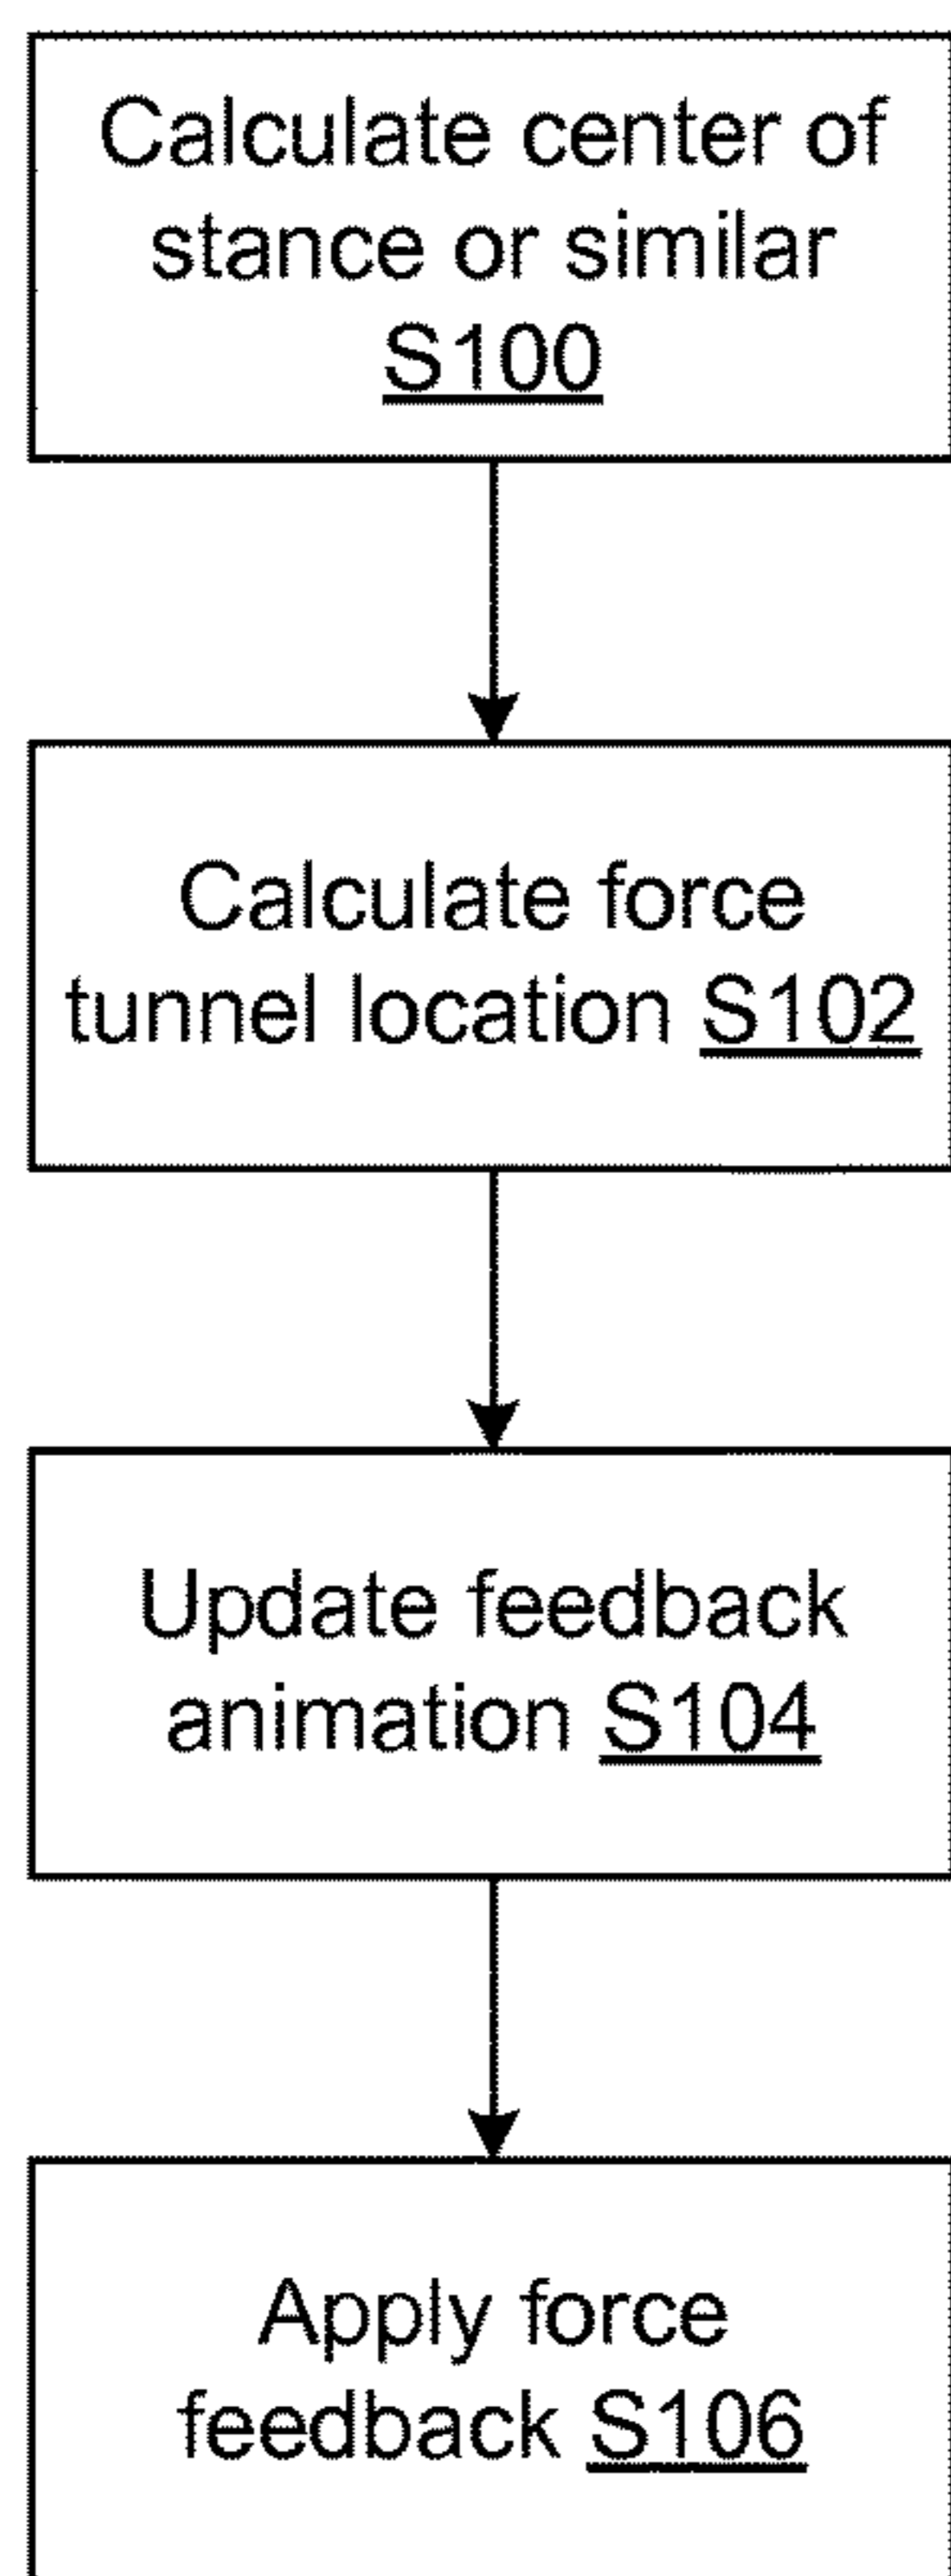 Calculate center of
stance or similar
S100
Calculate force
tunnel location S102
Update feedback
animation S104
Apply force
feedback S106